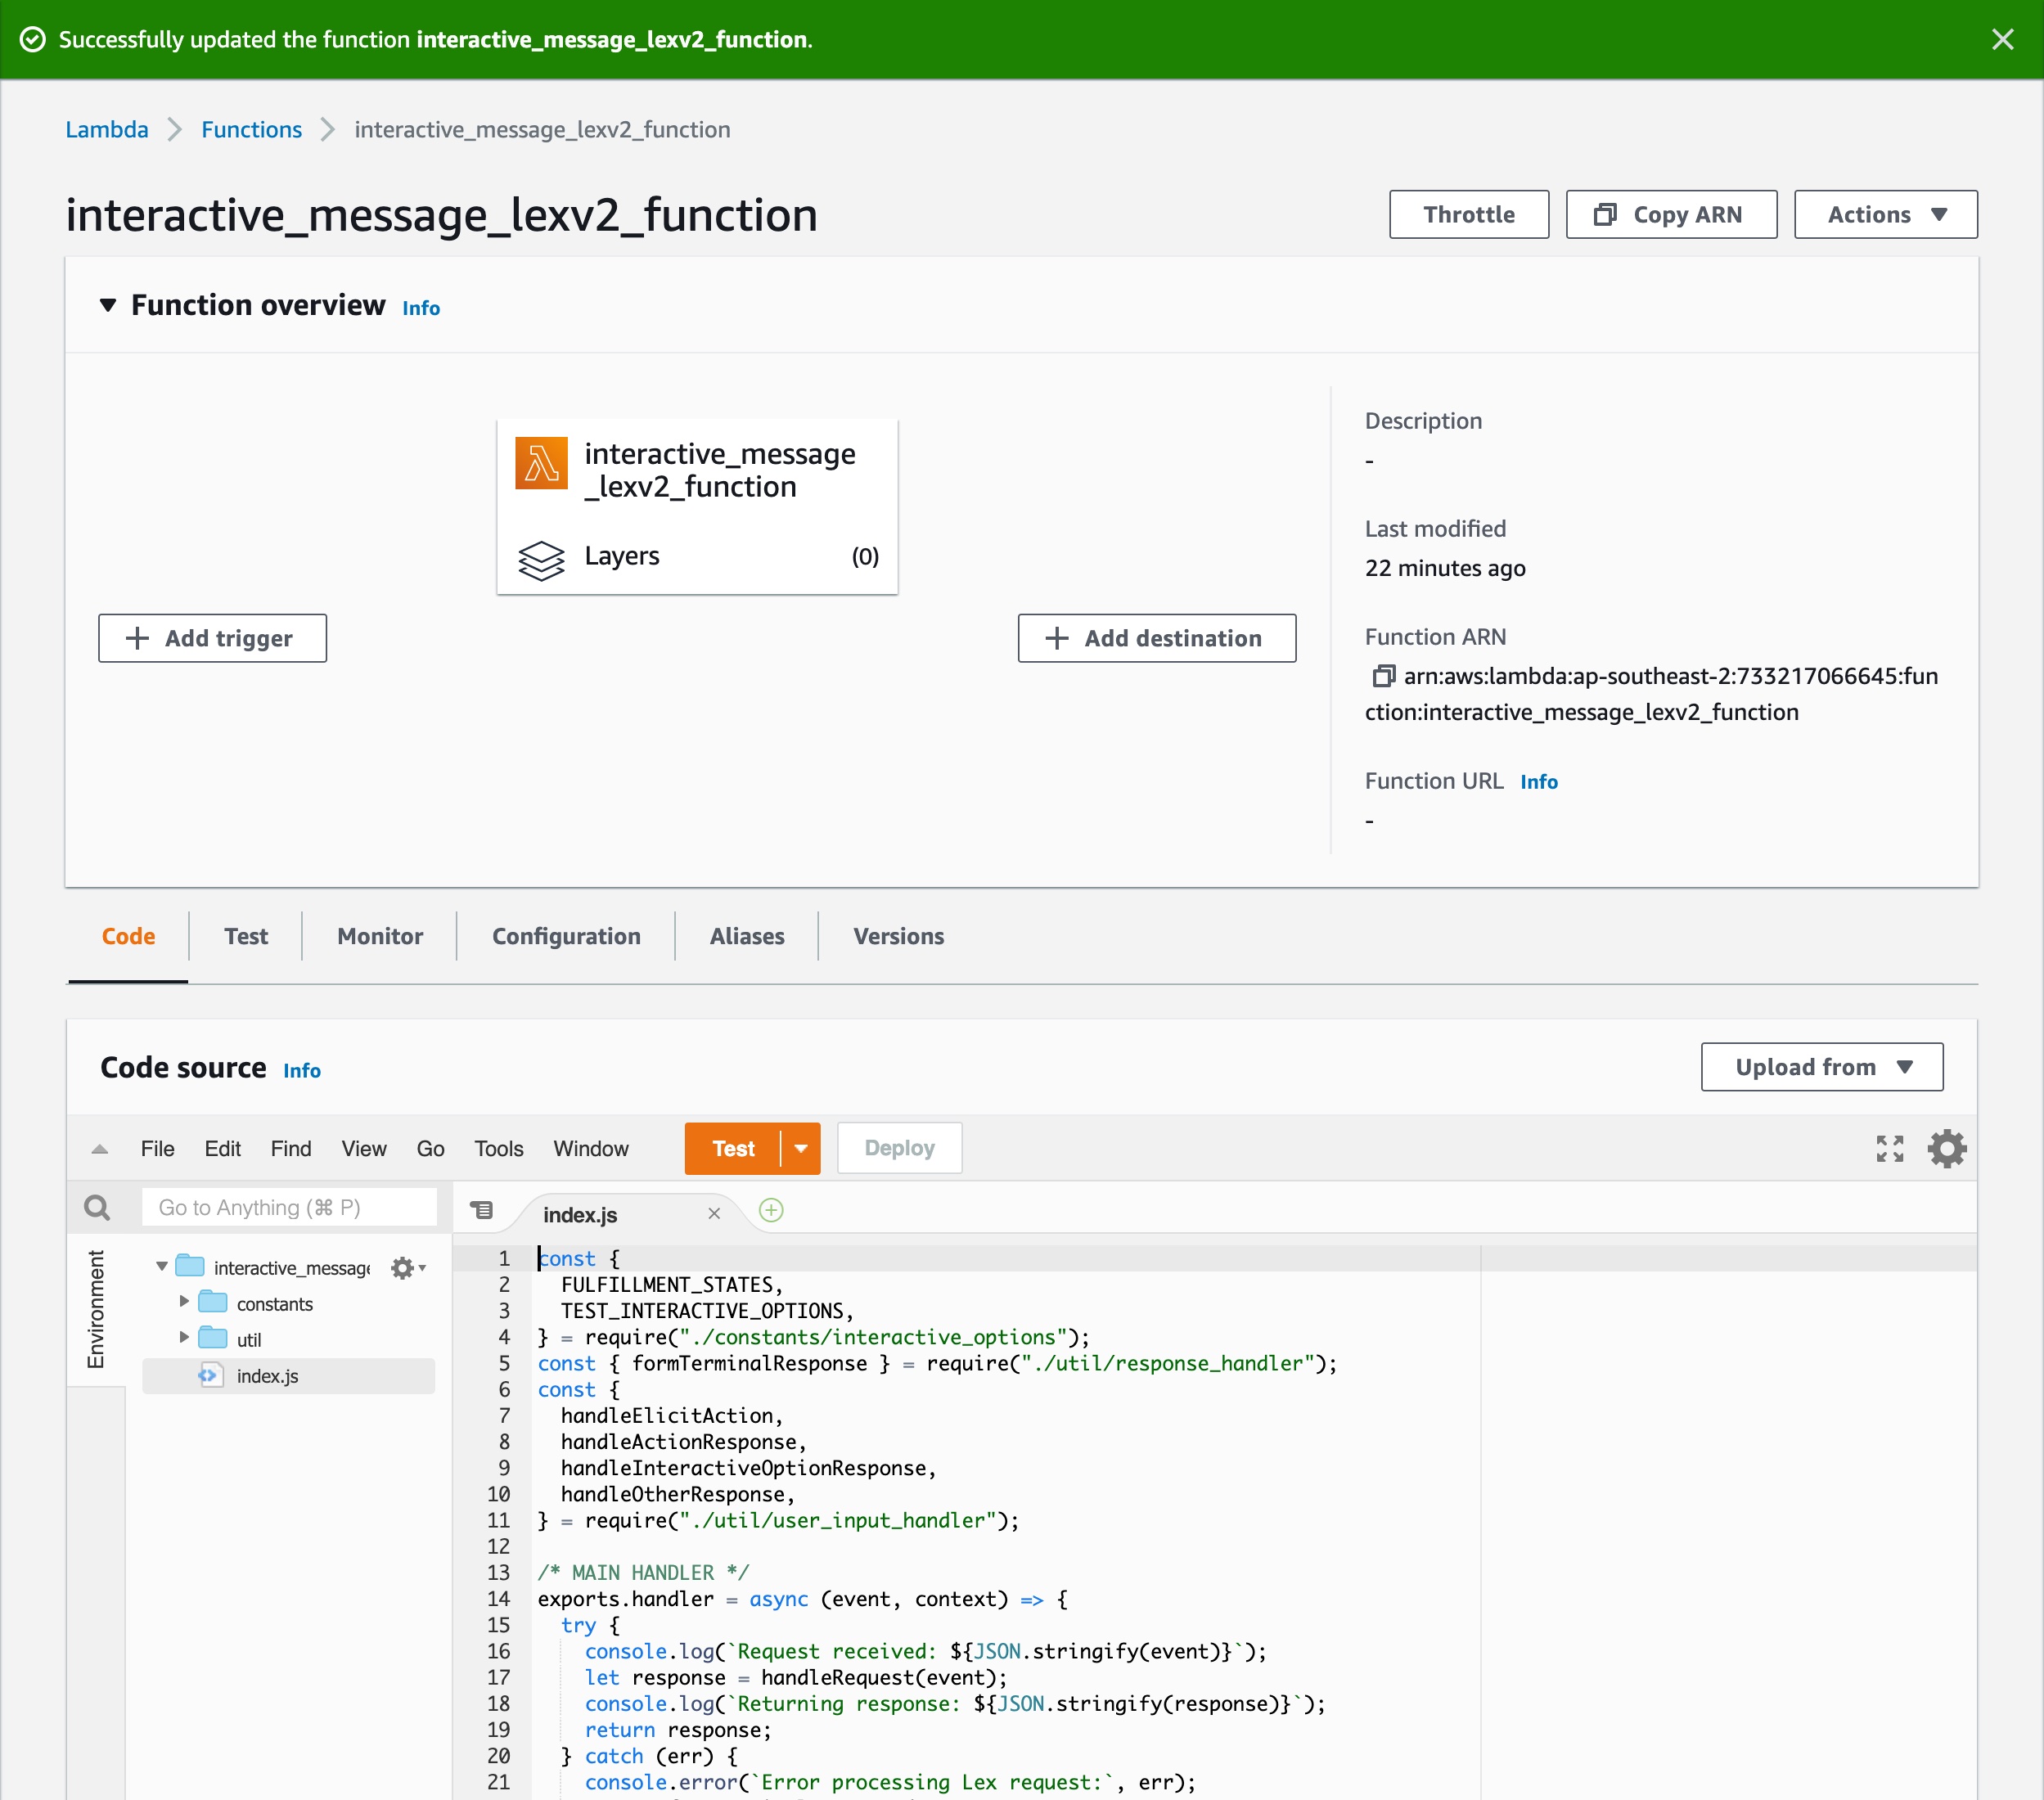 Successfully updated the function interactive_message_lexv2_function.
Lambda > Functions > interactive_message_lexv2_function
interactive_message_lexv2_function
Throttle
Copy ARN
Actions
Function overview Info
interactive_message
_lexv2_function
Layers (0)
Add trigger
Add destination
Description
-
Last modified
22 minutes ago
Function ARN
arn:aws:lambda:ap-southeast-2:733217066645:fun
ction:interactive_message_lexv2_function
Function URL Info
-
Code
Test
Monitor
Configuration
Aliases
Versions
Code source Info
Upload from
File Edit Find View Go Tools Window
Test
Deploy
Go to Anything (⌘ P)
index.js
Environment
interactive_message
constants
util
index.js
1 const {
2   FULFILLMENT_STATES,
3   TEST_INTERACTIVE_OPTIONS,
4 } = require("./constants/interactive_options");
5 const { formTerminalResponse } = require("./util/response_handler");
6 const {
7   handleElicitAction,
8   handleActionResponse,
9   handleInteractiveOptionResponse,
10   handleOtherResponse,
11 } = require("./util/user_input_handler");
12
13 /* MAIN HANDLER */
14 exports.handler = async (event, context) => {
15   try {
16     console.log(`Request received: ${JSON.stringify(event)}`);
17     let response = handleRequest(event);
18     console.log(`Returning response: ${JSON.stringify(response)}`);
19     return response;
20   } catch (err) {
21     console.error(`Error processing Lex request:`, err);